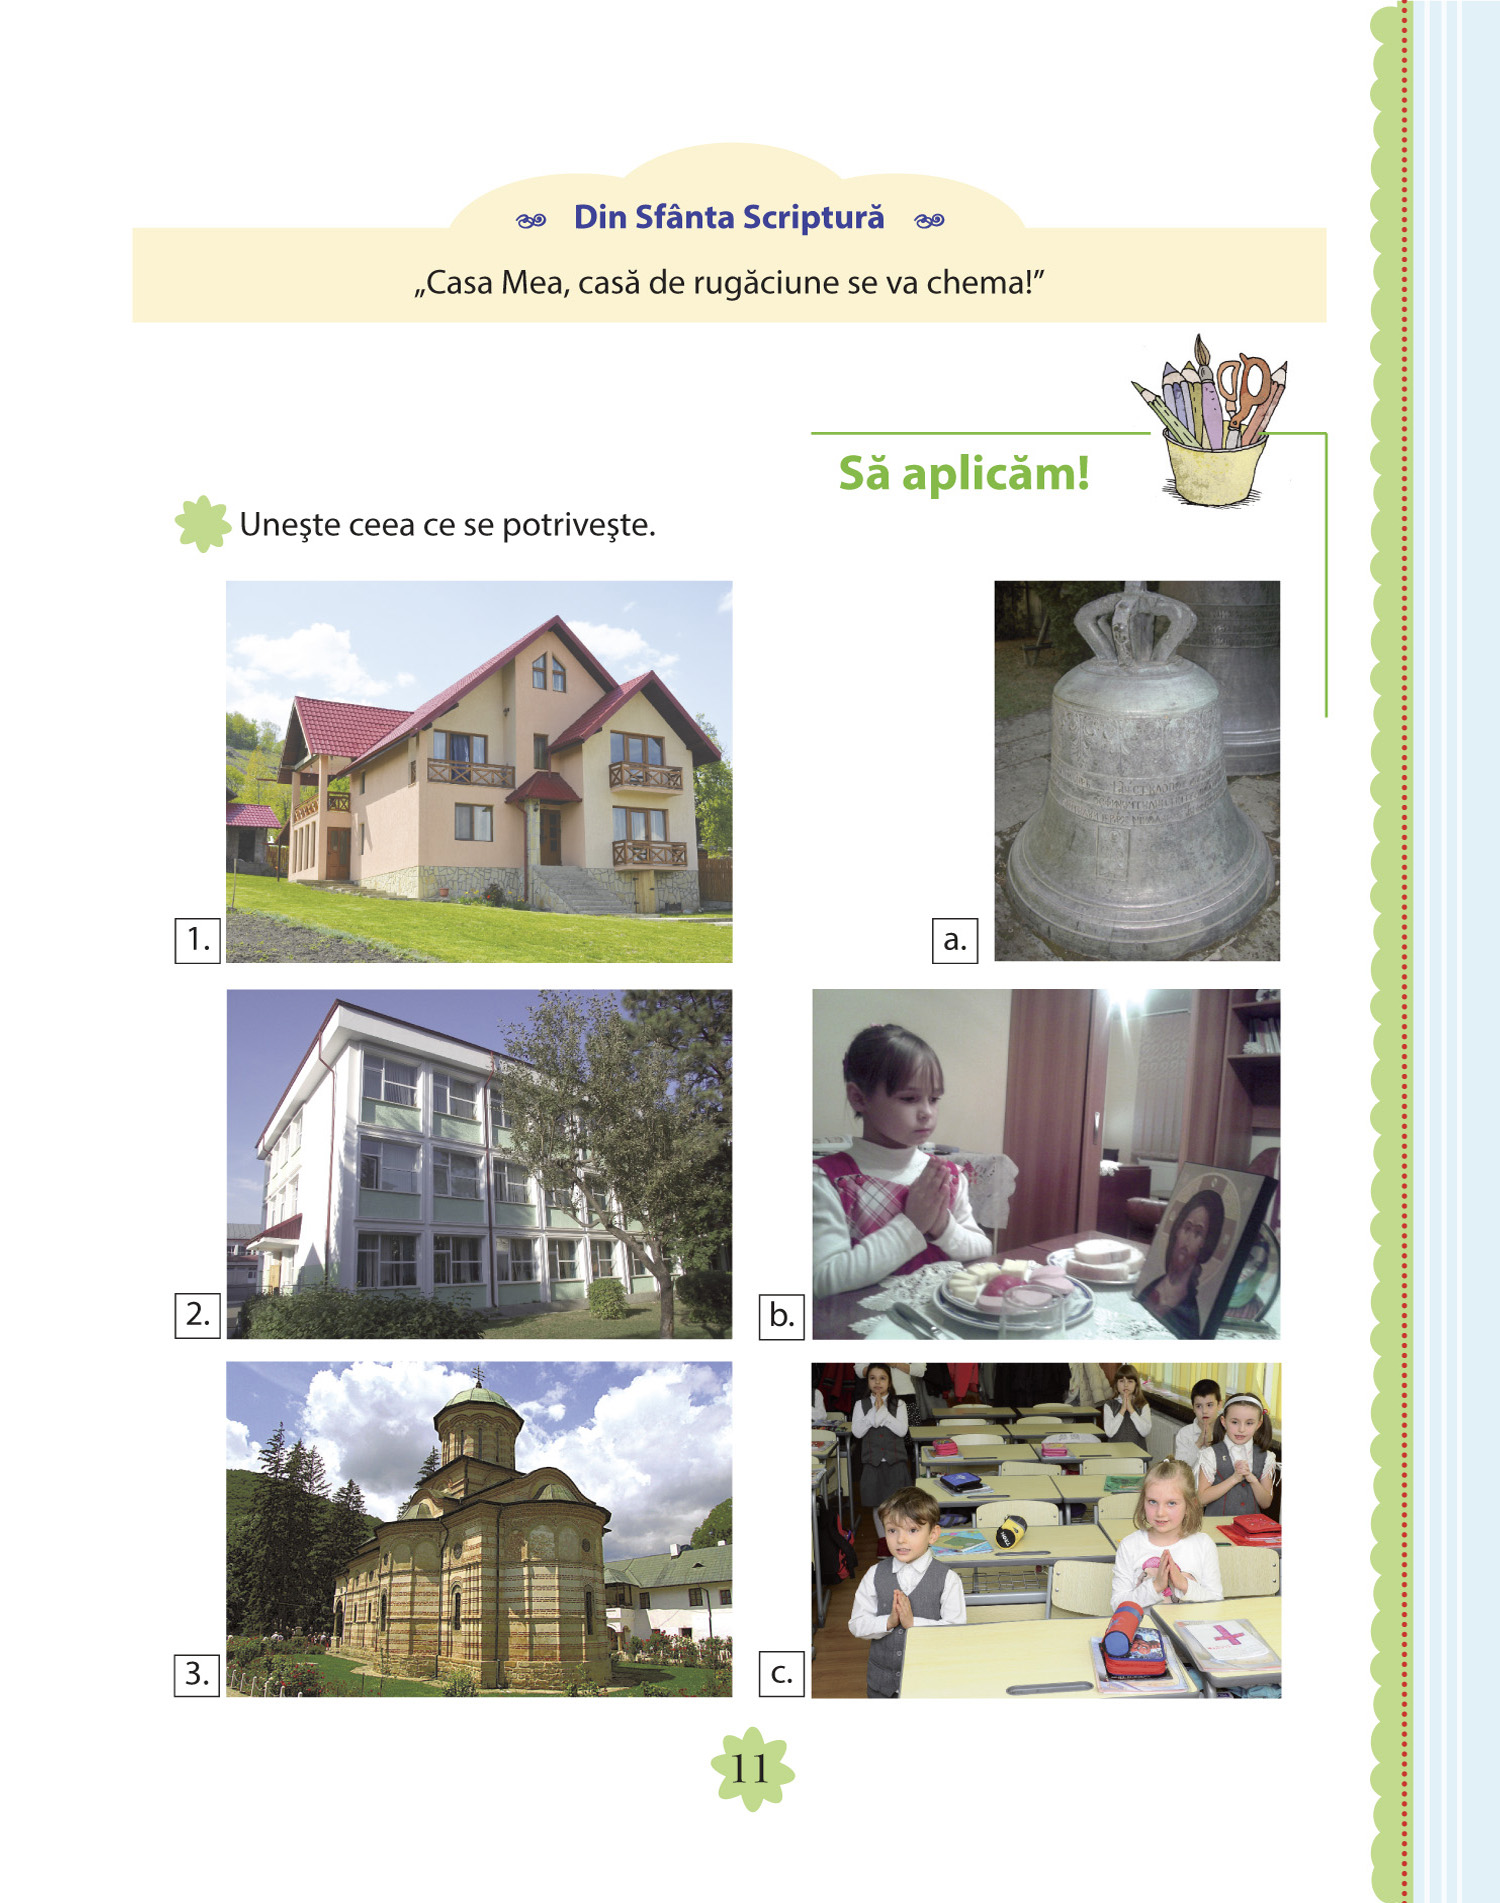 Din Sfânta Scriptură
„Casa Mea, casă de rugăciune se va chema!”
Să aplicăm!
Uneşte ceea ce se potriveşte.
1.
a.
2.
b.
3.
c.
11